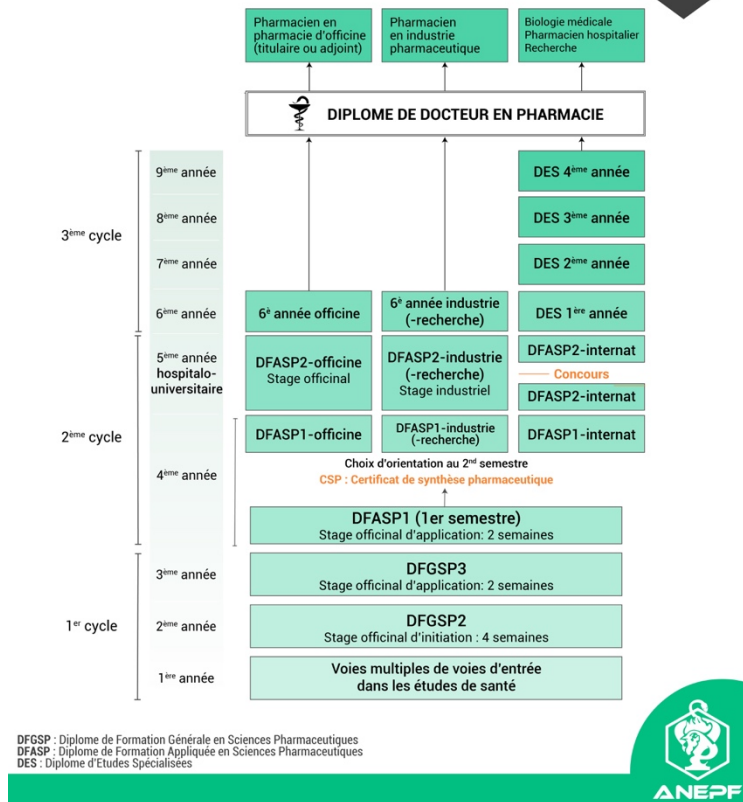 Pharmacien en
pharmacie d'officine
(titulaire ou adjoint)
Pharmacien
en industrie
pharmaceutique
Biologie médicale
Pharmacien hospitalier
Recherche
DIPLOME DE DOCTEUR EN PHARMACIE
3ème cycle
9ème année
DES 4ème année
8ème année
DES 3ème année
7ème année
DES 2ème année
6ème année
6è année officine
6è année industrie
(-recherche)
DES 1ère année
2ème cycle
5ème année
hospitalo-
universitaire
DFASP2-officine
Stage officinal
DFASP2-industrie
(-recherche)
Stage industriel
DFASP2-internat
Concours
DFASP2-internat
4ème année
DFASP1-officine
DFASP1-industrie
(-recherche)
DFASP1-internat
Choix d'orientation au 2nd semestre
CSP : Certificat de synthèse pharmaceutique
DFASP1 (1er semestre)
Stage officinal d'application: 2 semaines
1er cycle
3ème année
DFGSP3
Stage officinal d'application: 2 semaines
2ème année
DFGSP2
Stage officinal d'initiation : 4 semaines
1ère année
Voies multiples de voies d'entrée
dans les études de santé
DFGSP : Diplome de Formation Générale en Sciences Pharmaceutiques
DFASP : Diplome de Formation Appliquée en Sciences Pharmaceutiques
DES : Diplome d'Etudes Spécialisées
ANEPF